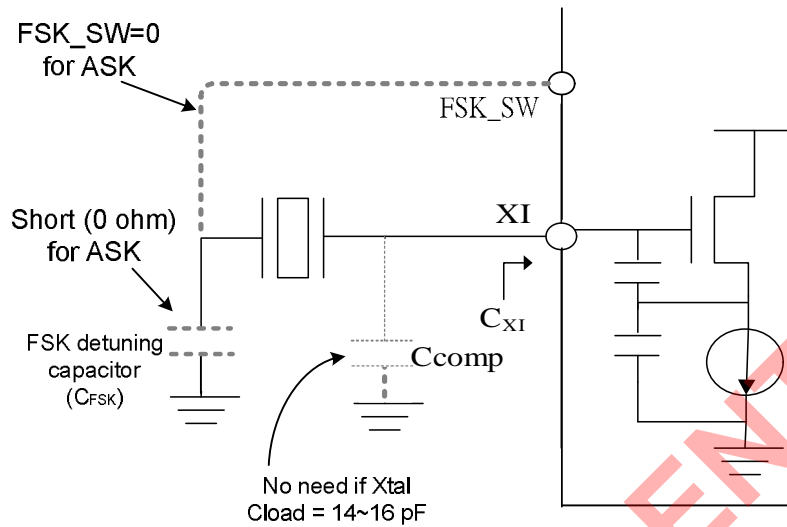 FSK_SW=0
for ASK
FSK_SW
XI
Short (0 ohm)
for ASK
CXI
FSK detuning
capacitor
(CFSK)
Ccomp
No need if Xtal
Cload = 14~16 pF
ENT